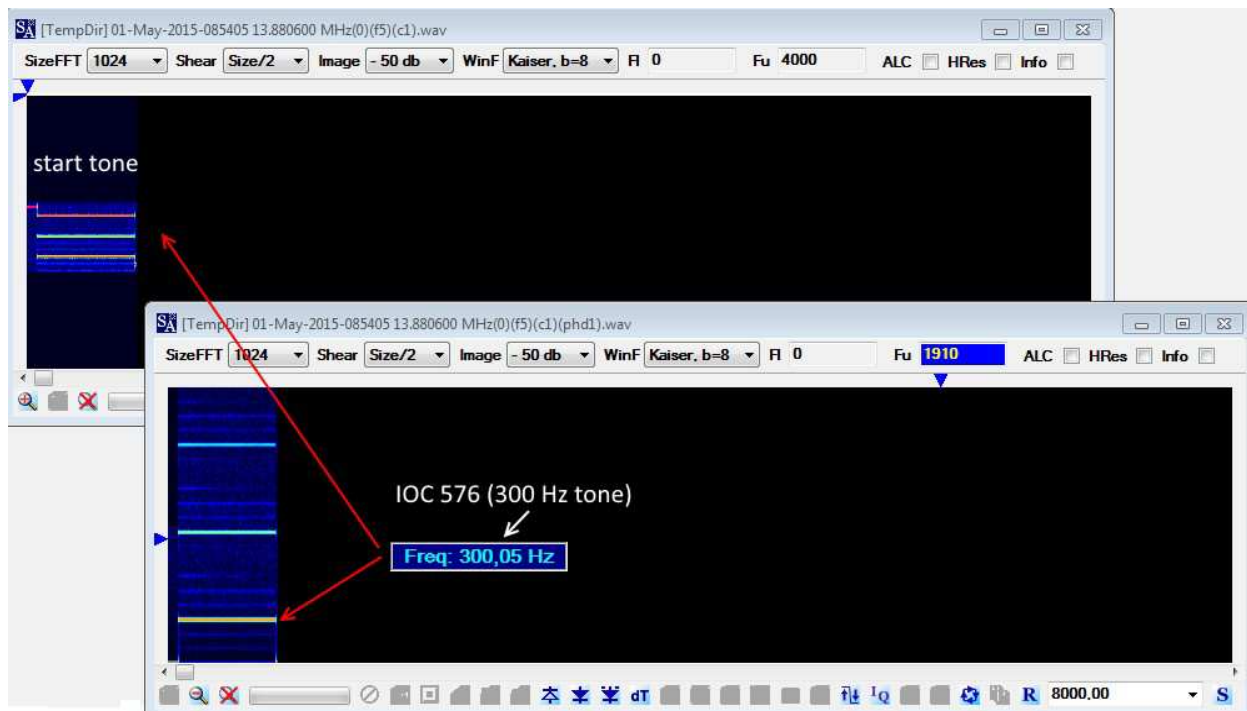 [TempDir] 01-May-2015-085405 13.880600 MHz(0)(f5)(c1).wav
SizeFFT 1024 Shear Size/2 Image - 50 db WinF Kaiser, b=8 Fl 0 Fu 4000 ALC HRes Info
start tone
[TempDir] 01-May-2015-085405 13.880600 MHz(0)(f5)(c1)(phd1).wav
SizeFFT 1024 Shear Size/2 Image - 50 db WinF Kaiser, b=8 Fl 0 Fu 1910 ALC HRes Info
IOC 576 (300 Hz tone)
Freq: 300,05 Hz
dT IQ R 8000,00 S